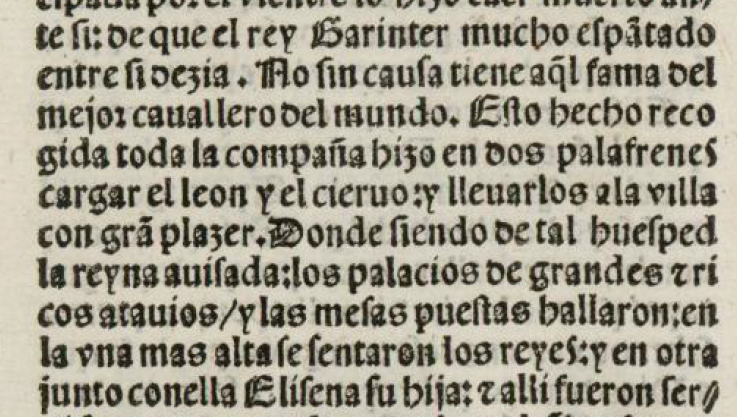 te ſi: de que el rey Garinter mucho eſpãtado
entre ſi dezia. No ſin cauſa tiene aq̃l fama del
mejoꝛ cauallero del mundo. Eſto hecho reco
gida toda la compañia hizo en dos palafrenes
cargar el leon y el cieruo: y lleuarlos ala villa
con grã plazer. Donde ſiendo de tal hueſped
la reyna auiſada: los palacios de grandes ⁊ ri
cos atauios/ y las meſas pueſtas hallaron: en
la vna mas alta ſe ſentaron los reyes: y en otra
junto conella Eliſena ſu hija: ⁊ alli fueron ſer⸗